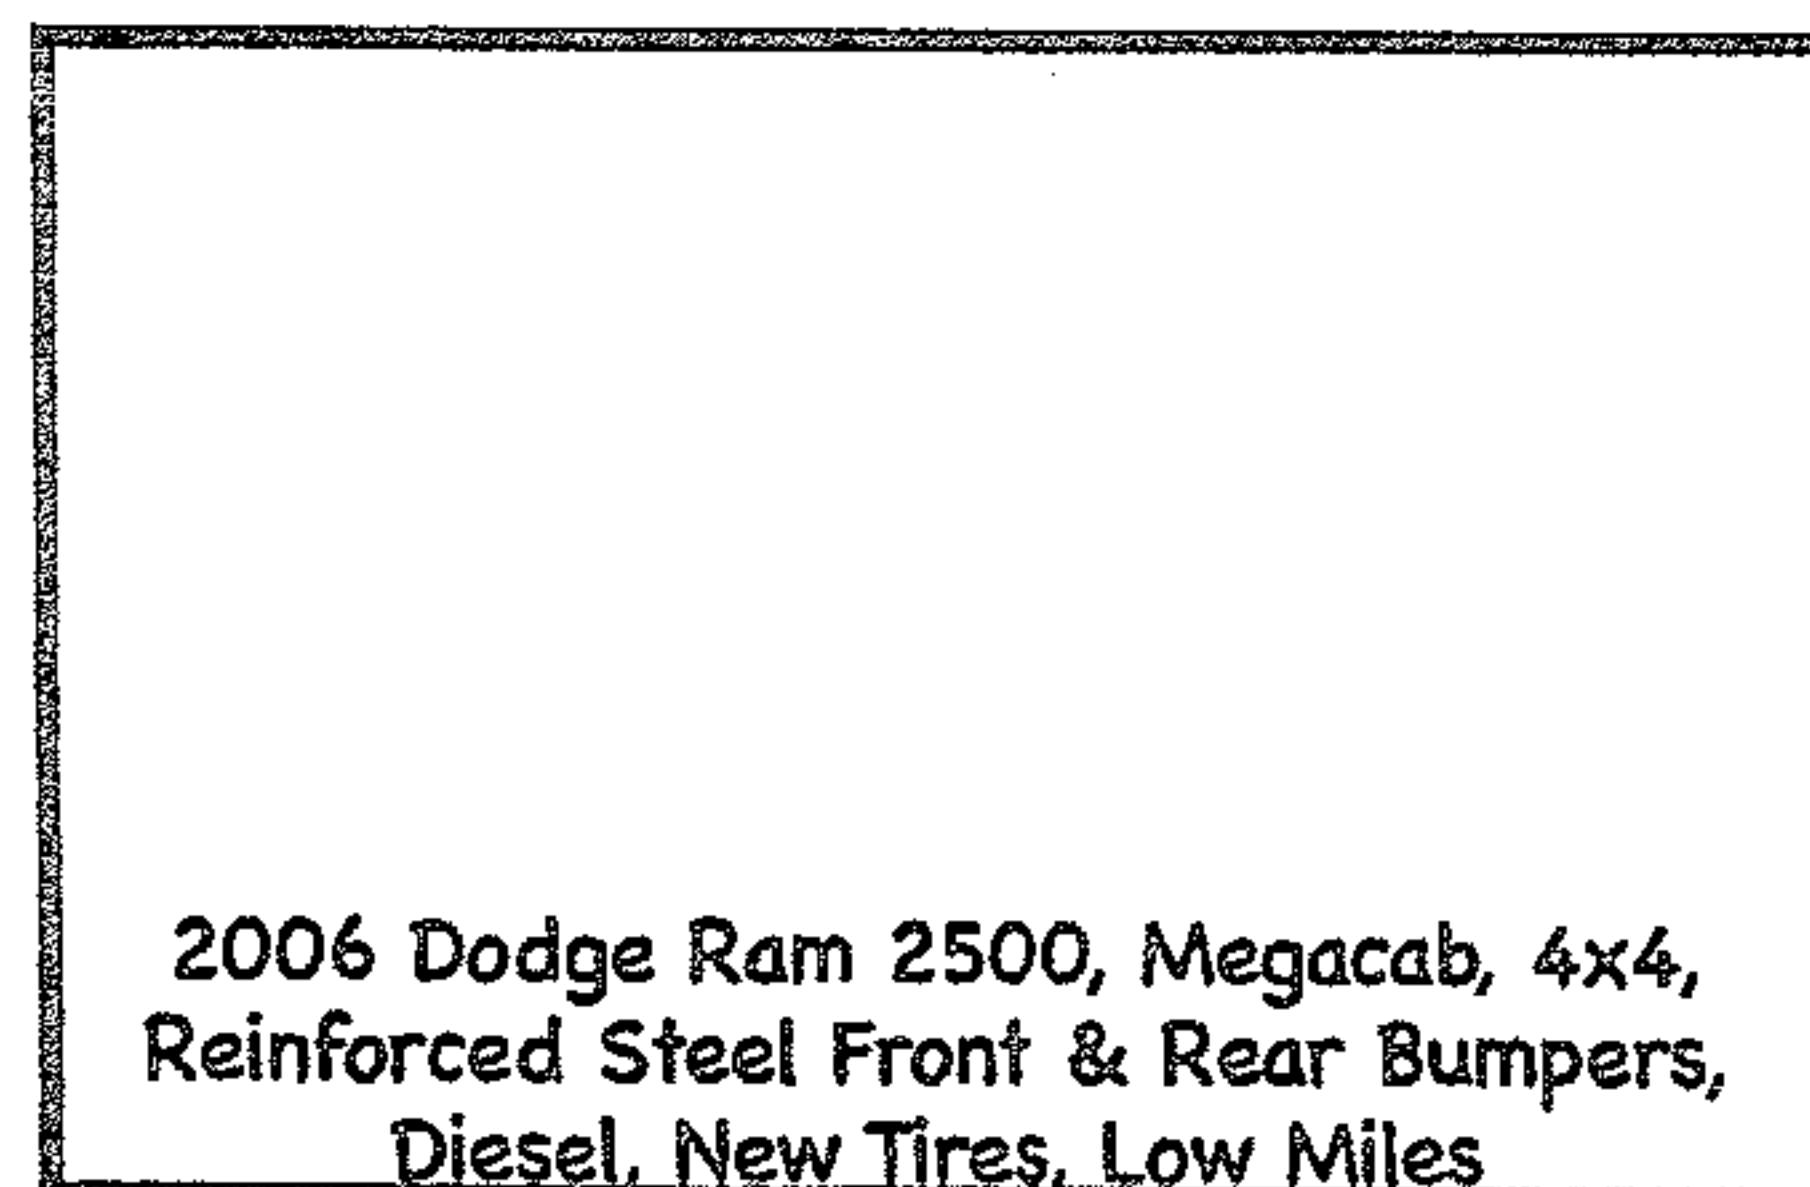 2006 Dodge Ram 2500, Megacab, 4x4,
Reinforced Steel Front & Rear Bumpers,
Diesel, New Tires, Low Miles